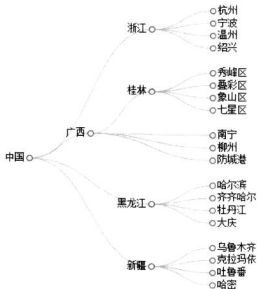 杭州
宁波
浙江
温州
绍兴
秀峰区
叠彩区
桂林
象山区
七星区
广西
南宁
柳州
防城港
中国
哈尔滨
齐齐哈尔
黑龙江
牡丹江
大庆
乌鲁木齐
克拉玛依
新疆
吐鲁番
哈密